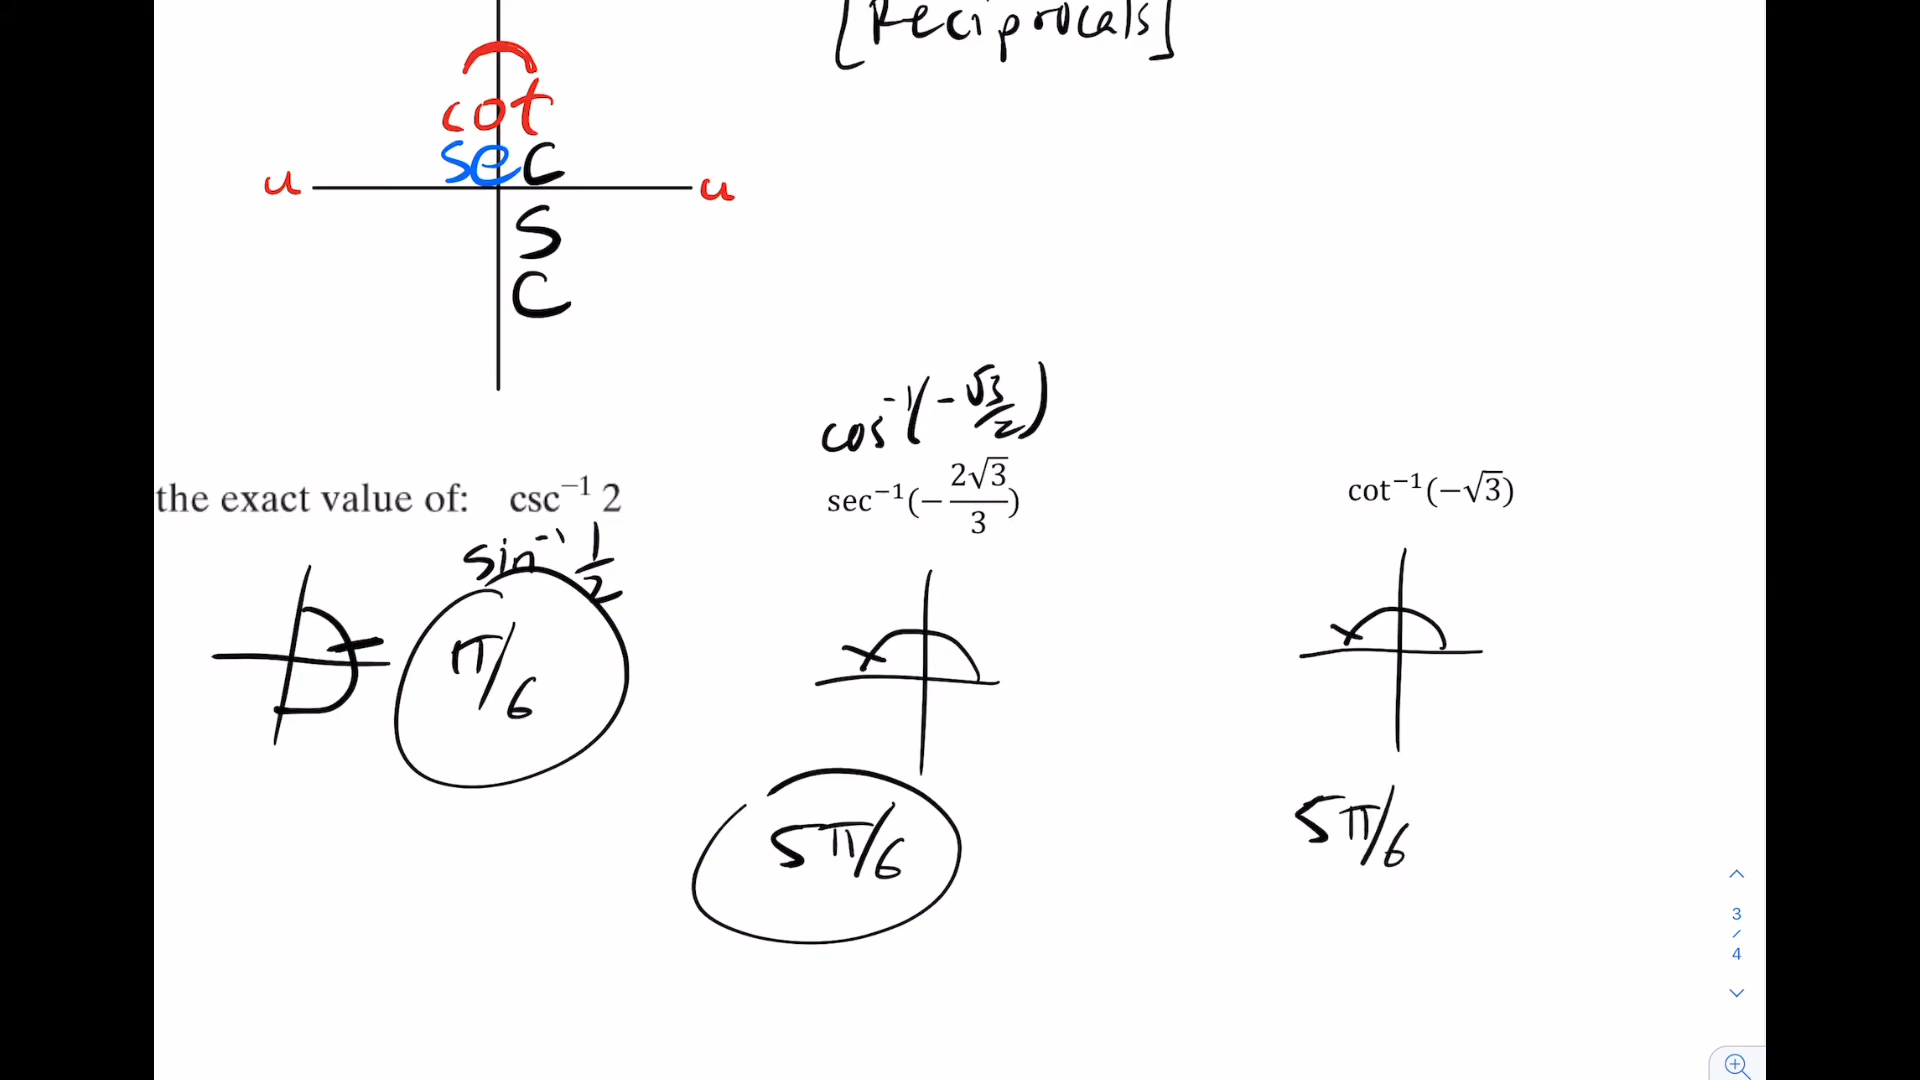 [Reciprocals]
cot
sec
u u
S
C
cos⁻¹(-√3/2)
the exact value of: csc⁻¹ 2 sec⁻¹(−2√3/3) cot⁻¹(−√3)
sin⁻¹ 1/2
π/6
5π/6 5π/6
3
/
4